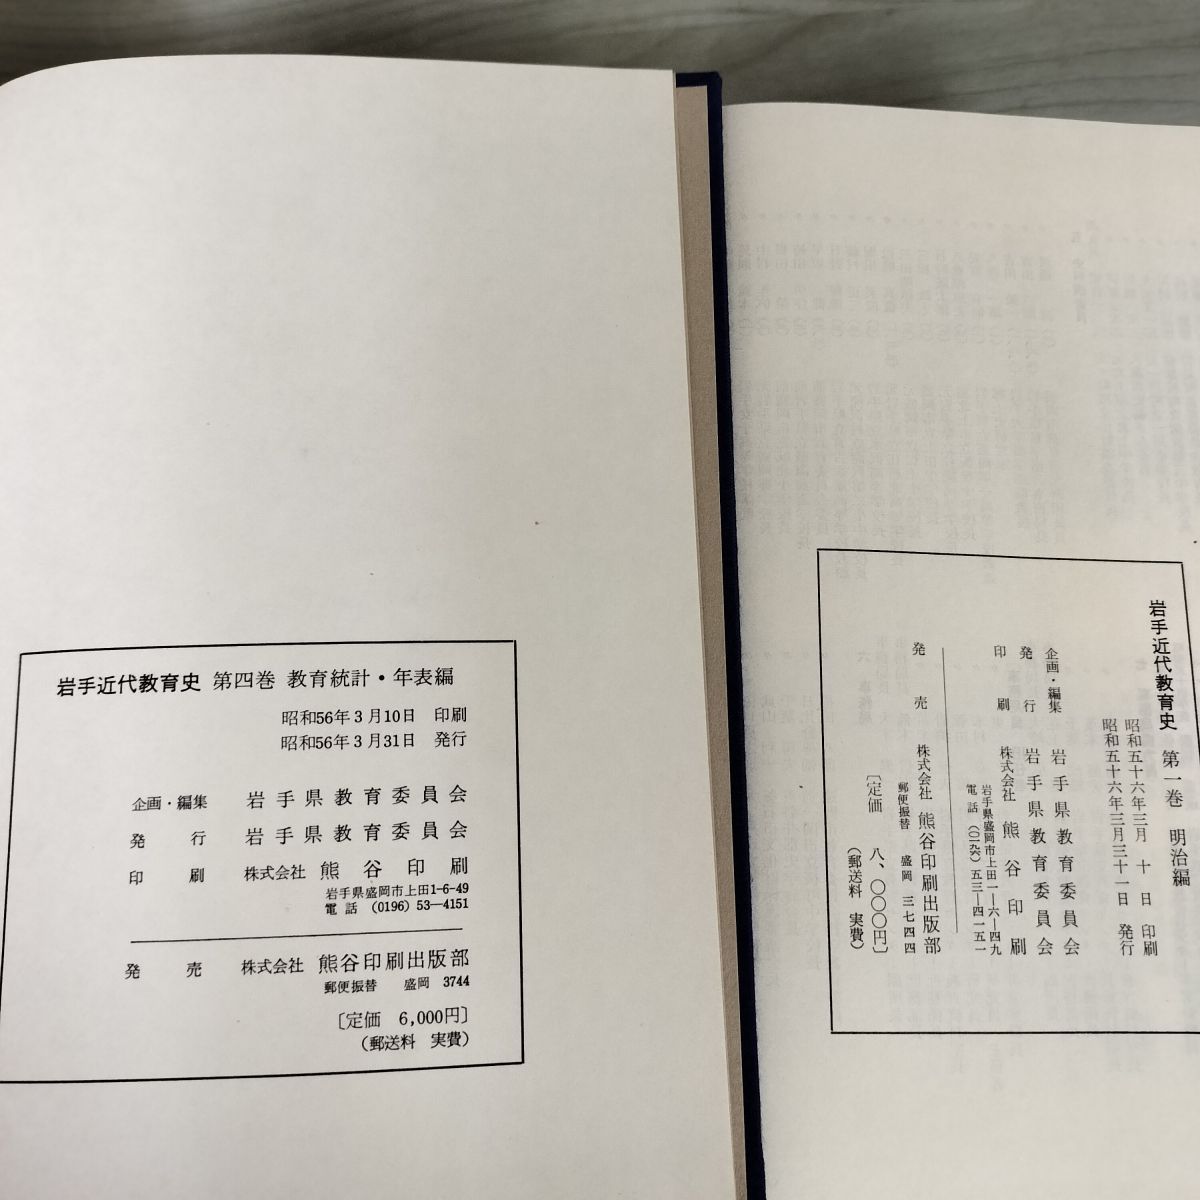 岩手近代教育史 第四巻 教育統計・年表編
昭和56年3月10日 印刷
昭和56年3月31日 発行
企画・編集 岩手県教育委員会
発行 岩手県教育委員会
印刷 株式会社 熊谷印刷
岩手県盛岡市上田1-6-49
電話 (0196) 53―4151
発売 株式会社 熊谷印刷出版部
郵便振替 盛岡 3744
〔定価 6,000円〕
(郵送料 実費)
岩手近代教育史 第一巻 明治編
昭和五十六年三月十日 印刷
昭和五十六年三月三十一日 発行
企画・編集 岩手県教育委員会
発行 岩手県教育委員会
印刷 株式会社 熊谷印刷
岩手県盛岡市上田一―六―四九
電話 (〇一九六) 五三―四一五一
発売 株式会社 熊谷印刷出版部
郵便振替 盛岡 三七四四
〔定価 八、〇〇〇円〕
(郵送料 実費)